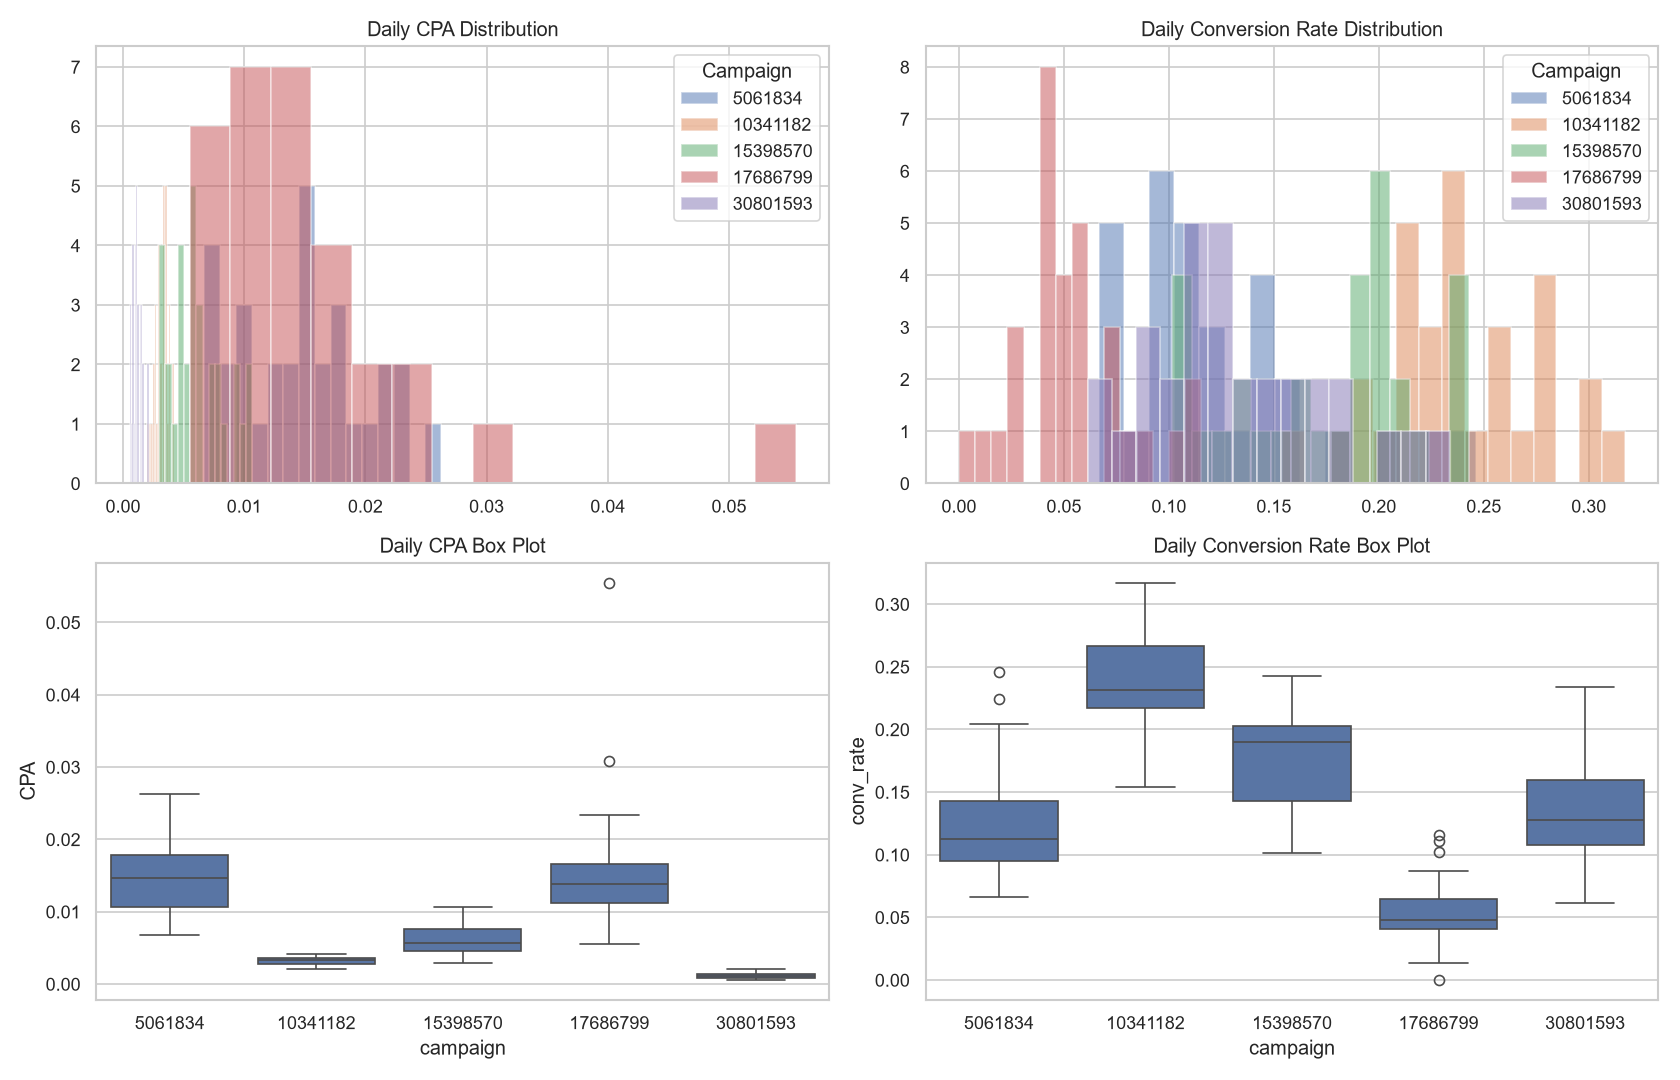 Daily CPA Distribution
7
6
5
4
3
2
1
0
0.00 0.01 0.02 0.03 0.04 0.05
Campaign
5061834
10341182
15398570
17686799
30801593
Daily Conversion Rate Distribution
8
7
6
5
4
3
2
1
0
0.00 0.05 0.10 0.15 0.20 0.25 0.30
Campaign
5061834
10341182
15398570
17686799
30801593
Daily CPA Box Plot
CPA
0.05
0.04
0.03
0.02
0.01
0.00
5061834 10341182 15398570 17686799 30801593
campaign
Daily Conversion Rate Box Plot
conv_rate
0.30
0.25
0.20
0.15
0.10
0.05
0.00
5061834 10341182 15398570 17686799 30801593
campaign